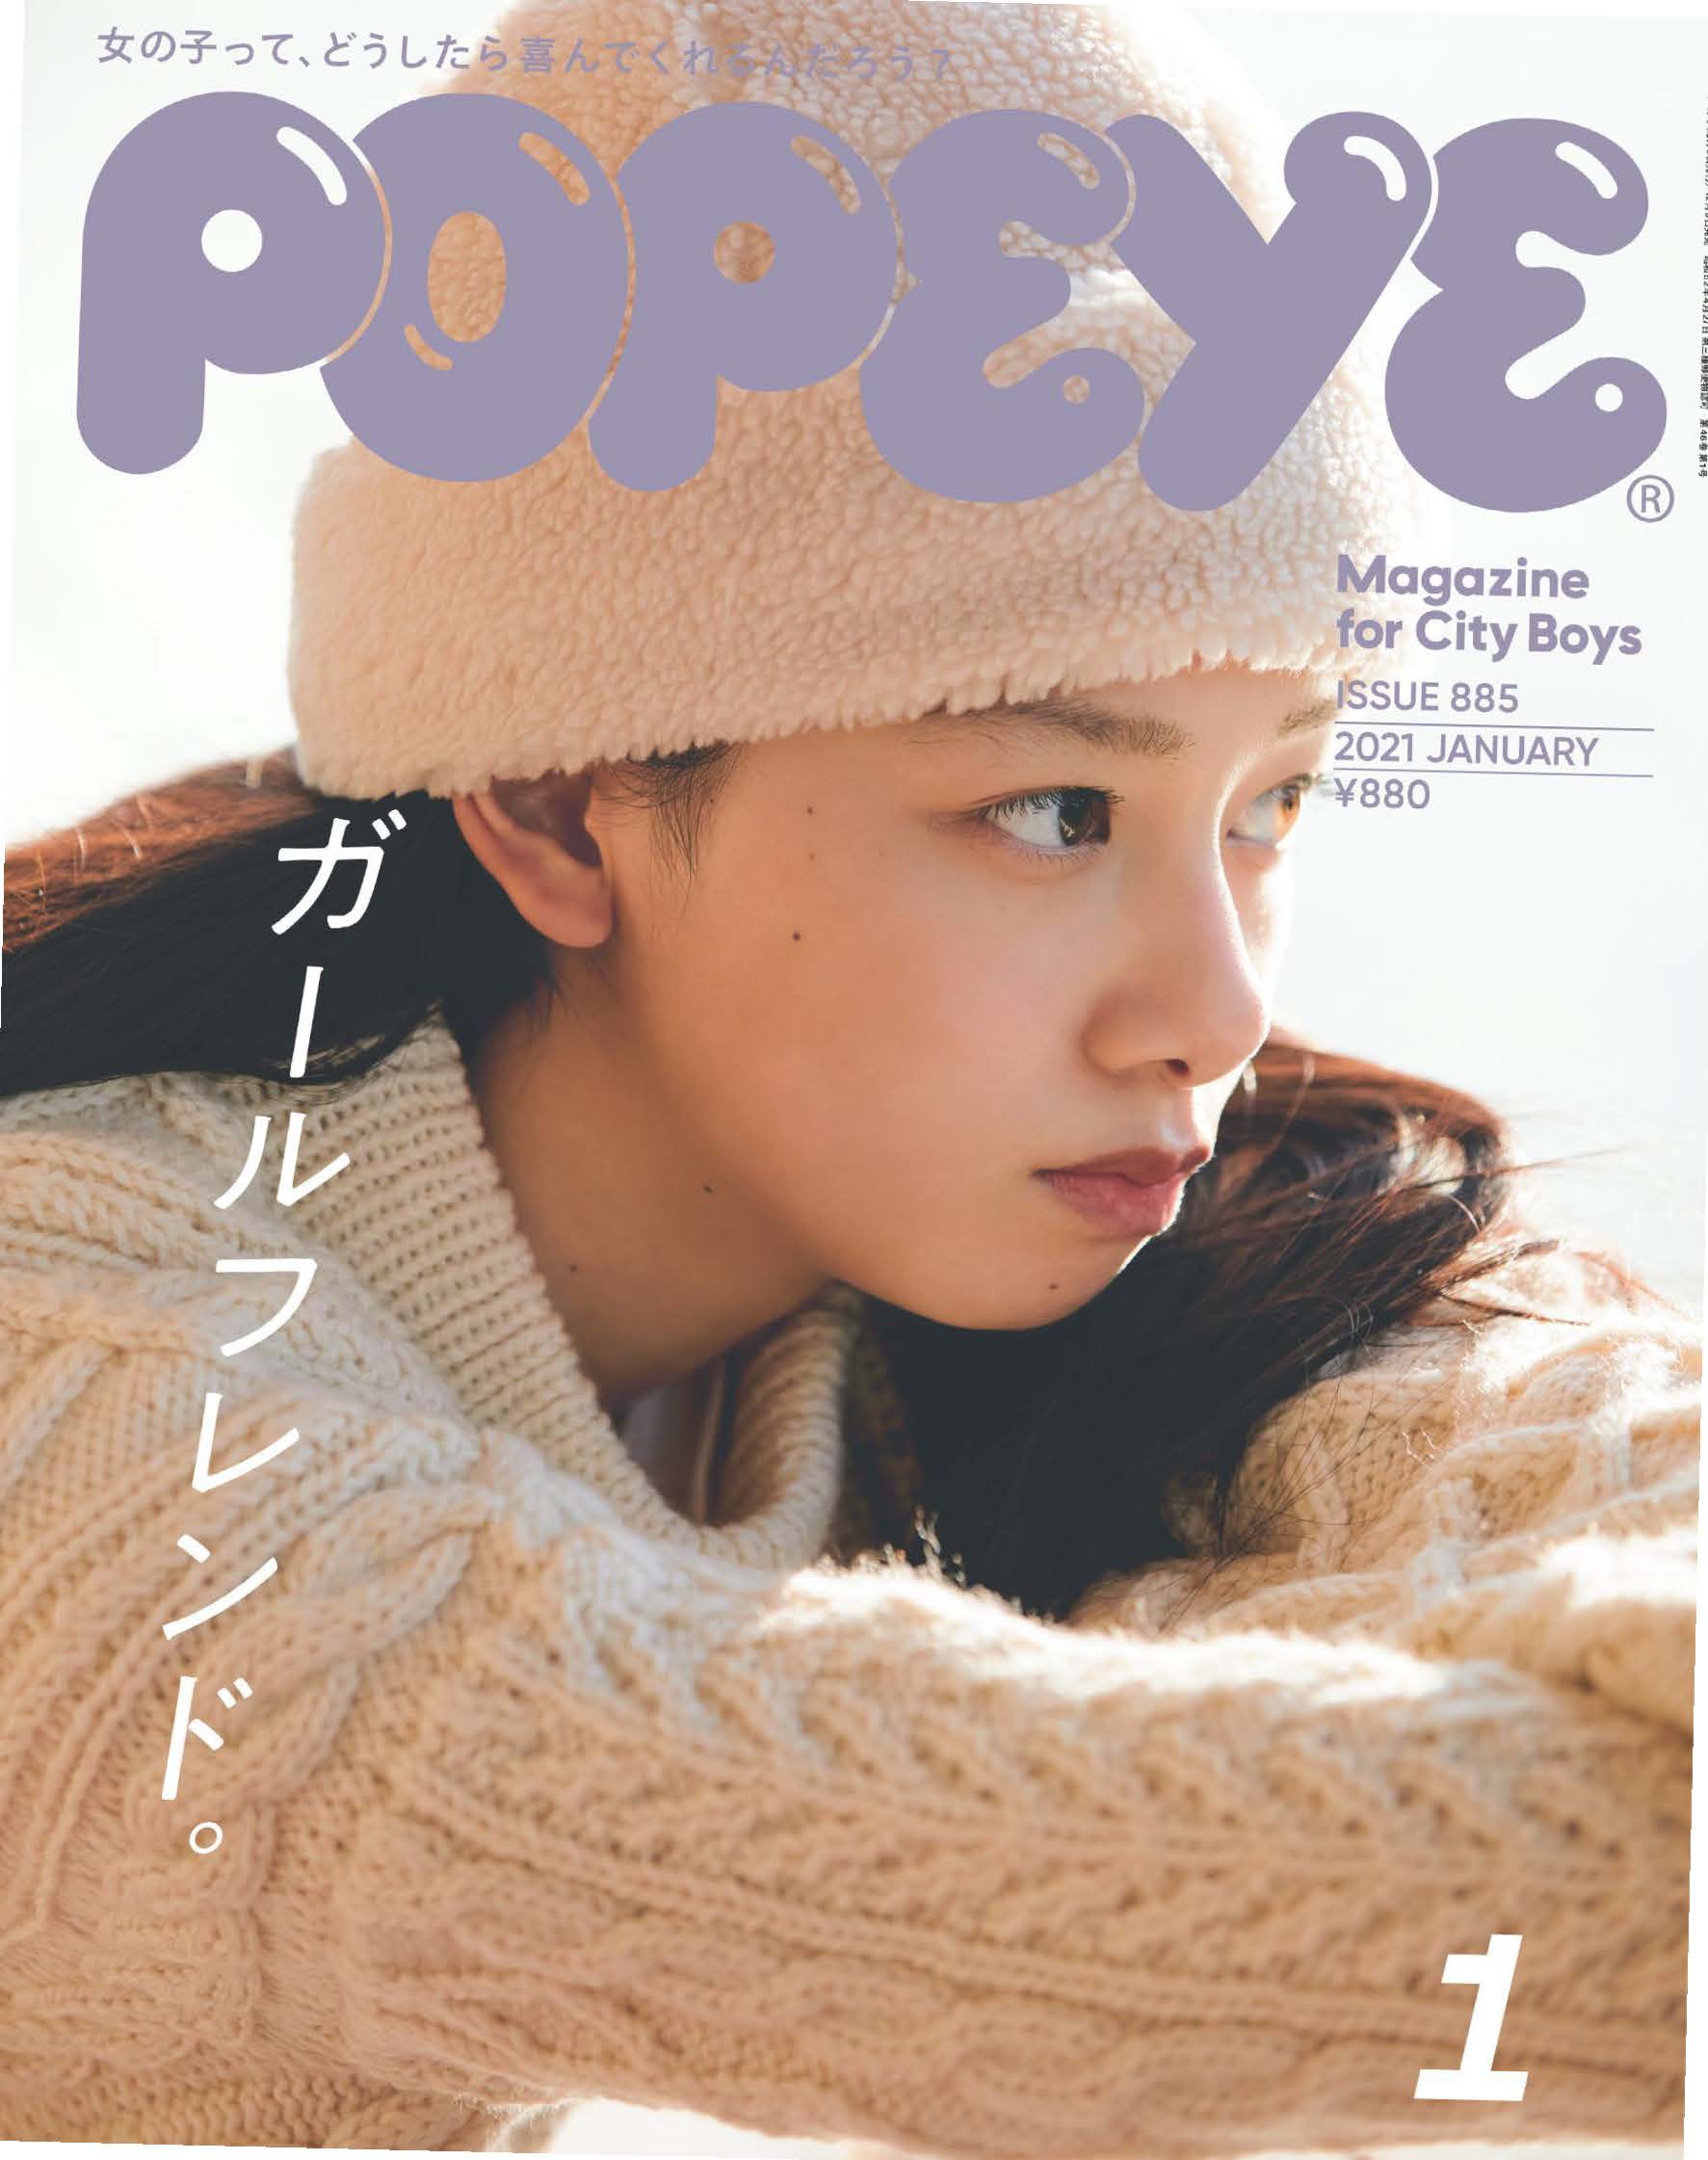 女の子って、どうしたら喜んでくれるんだろう?
POPEYE®
Magazine
for City Boys
ISSUE 885
2021 JANUARY
¥880
ガールフレンド。
1